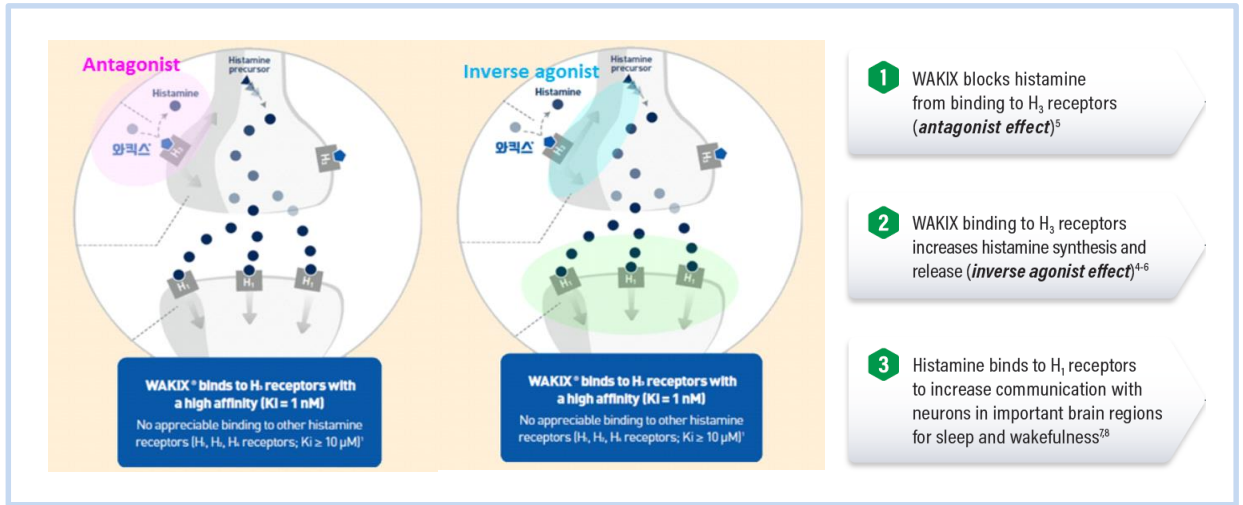 Antagonist
Histamine
precursor
Histamine
와킥스®
H₃
H₃
H₁
H₁
H₁
WAKIX® binds to H₃ receptors with
a high affinity (Ki = 1 nM)
No appreciable binding to other histamine
receptors (H₁, H₂, H₄ receptors; Ki ≥ 10 μM)¹
Inverse agonist
Histamine
precursor
Histamine
와킥스®
H₃
H₃
H₁
H₁
H₁
WAKIX® binds to H₃ receptors with
a high affinity (Ki = 1 nM)
No appreciable binding to other histamine
receptors (H₁, H₂, H₄ receptors; Ki ≥ 10 μM)¹
1
WAKIX blocks histamine
from binding to H₃ receptors
(antagonist effect)⁵
2
WAKIX binding to H₃ receptors
increases histamine synthesis and
release (inverse agonist effect)⁴⁻⁶
3
Histamine binds to H₁ receptors
to increase communication with
neurons in important brain regions
for sleep and wakefulness⁷,⁸